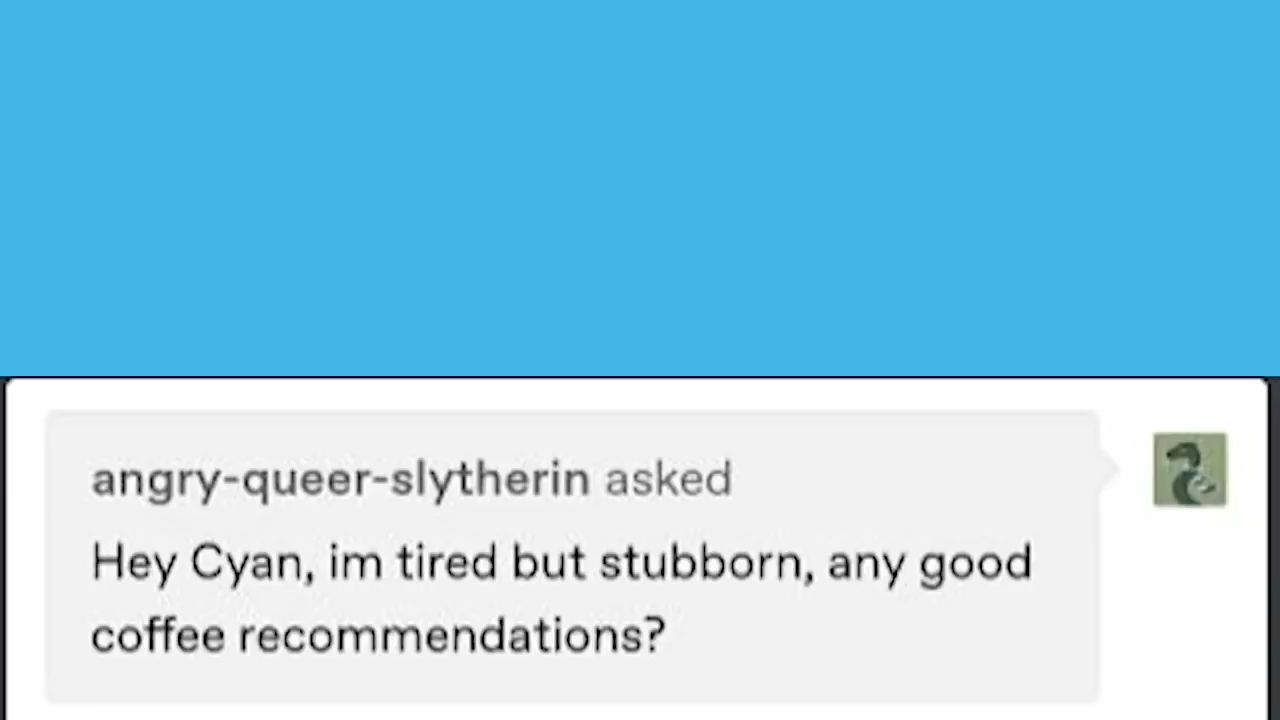 angry-queer-slytherin asked
Hey Cyan, im tired but stubborn, any good
coffee recommendations?